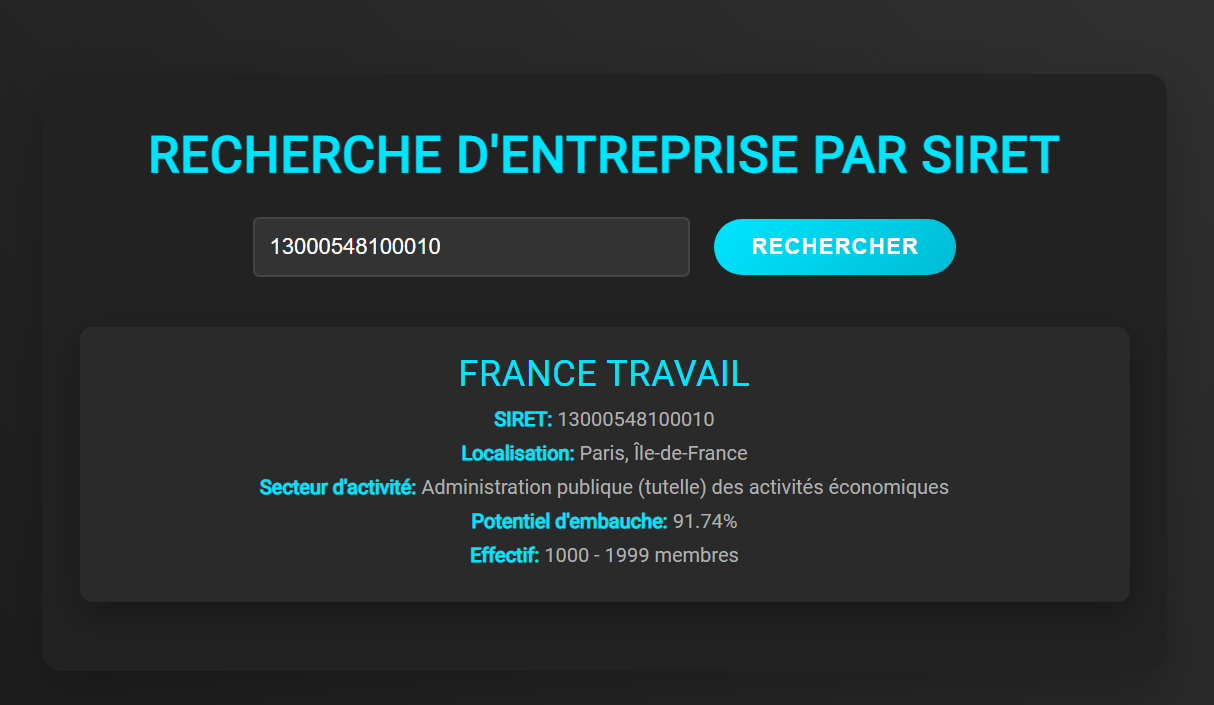 RECHERCHE D'ENTREPRISE PAR SIRET
13000548100010
RECHERCHER
FRANCE TRAVAIL
SIRET: 13000548100010
Localisation: Paris, Île-de-France
Secteur d'activité: Administration publique (tutelle) des activités économiques
Potentiel d'embauche: 91.74%
Effectif: 1000 - 1999 membres